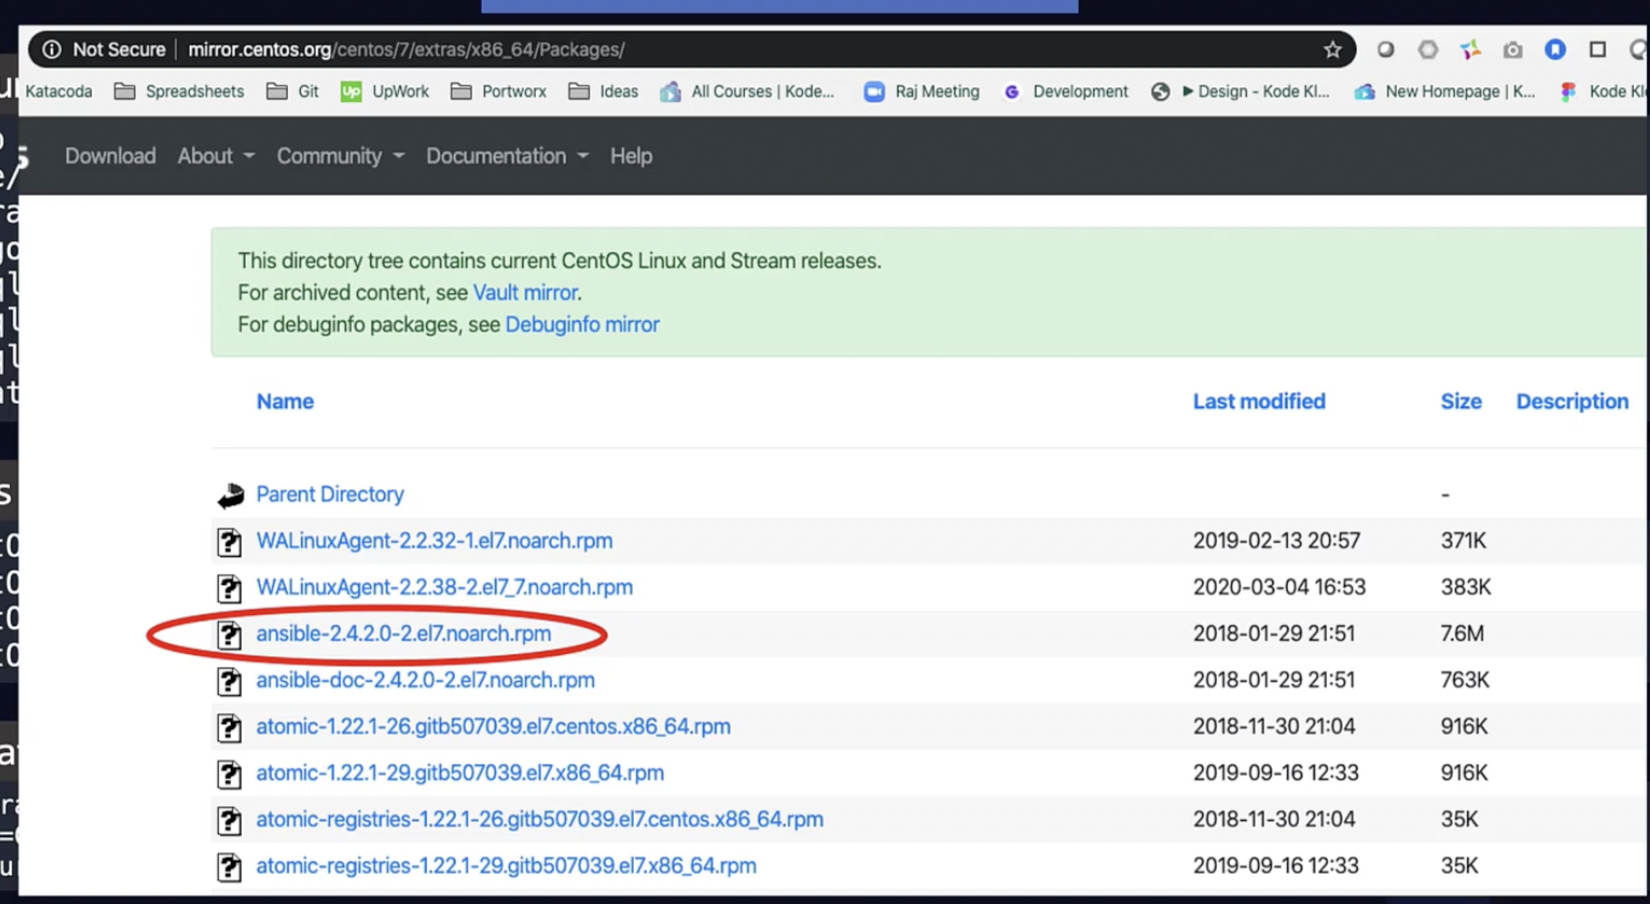 Not Secure | mirror.centos.org/centos/7/extras/x86_64/Packages/
Katacoda Spreadsheets Git Up UpWork Portworx Ideas All Courses | Kode... Raj Meeting Development ▶ Design - Kode Kl... New Homepage | K... Kode Kl
Download About Community Documentation Help
This directory tree contains current CentOS Linux and Stream releases.
For archived content, see Vault mirror.
For debuginfo packages, see Debuginfo mirror
Name Last modified Size Description
Parent Directory -
WALinuxAgent-2.2.32-1.el7.noarch.rpm 2019-02-13 20:57 371K
WALinuxAgent-2.2.38-2.el7_7.noarch.rpm 2020-03-04 16:53 383K
ansible-2.4.2.0-2.el7.noarch.rpm 2018-01-29 21:51 7.6M
ansible-doc-2.4.2.0-2.el7.noarch.rpm 2018-01-29 21:51 763K
atomic-1.22.1-26.gitb507039.el7.centos.x86_64.rpm 2018-11-30 21:04 916K
atomic-1.22.1-29.gitb507039.el7.x86_64.rpm 2019-09-16 12:33 916K
atomic-registries-1.22.1-26.gitb507039.el7.centos.x86_64.rpm 2018-11-30 21:04 35K
atomic-registries-1.22.1-29.gitb507039.el7.x86_64.rpm 2019-09-16 12:33 35K